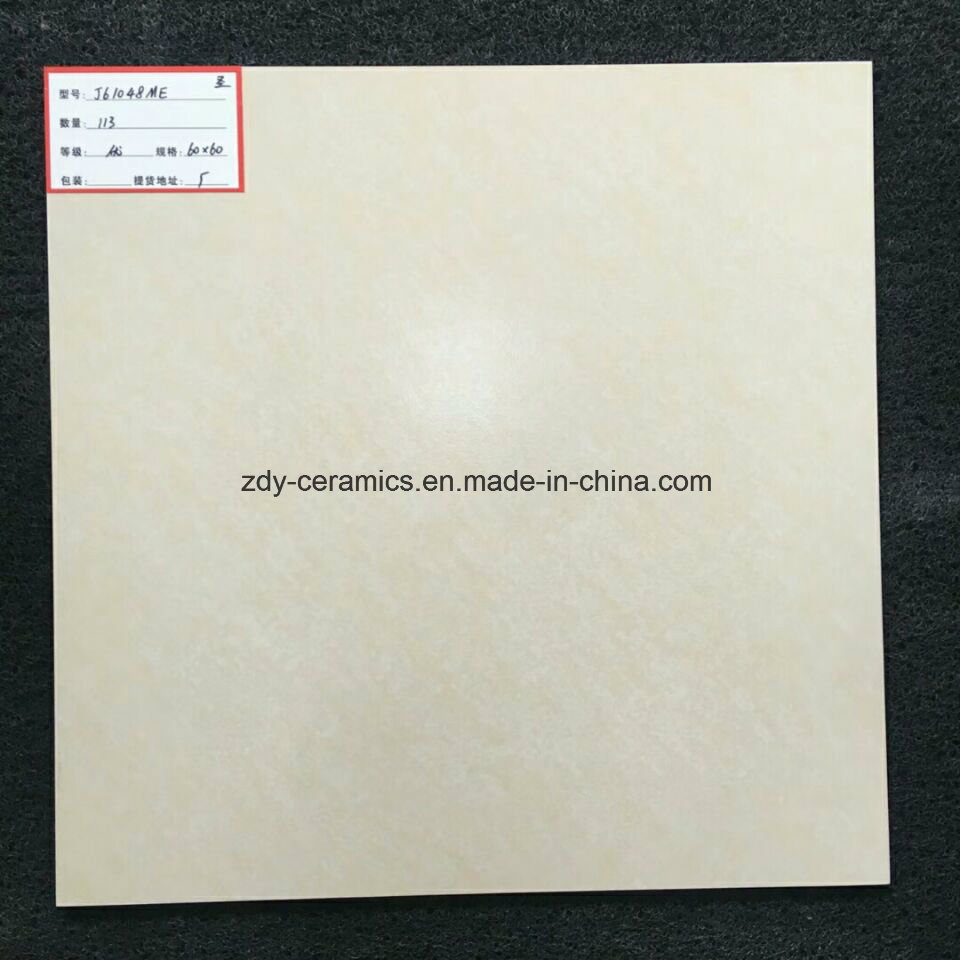 型号: J61048ME
数量: 113
等级: 优 规格: 60×60
包装: 提货地址: 5
zdy-ceramics.en.made-in-china.com